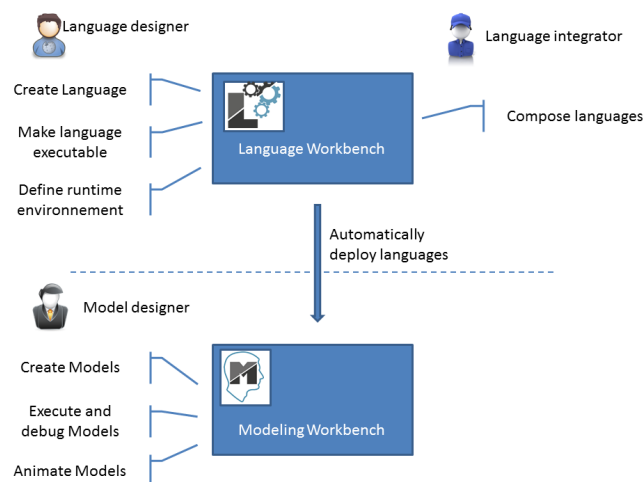 Language designer
Language integrator
Create Language
Make language
executable
Define runtime
environnement
L
Language Workbench
Compose languages
Automatically
deploy languages
Model designer
Create Models
Execute and
debug Models
Animate Models
M
Modeling Workbench